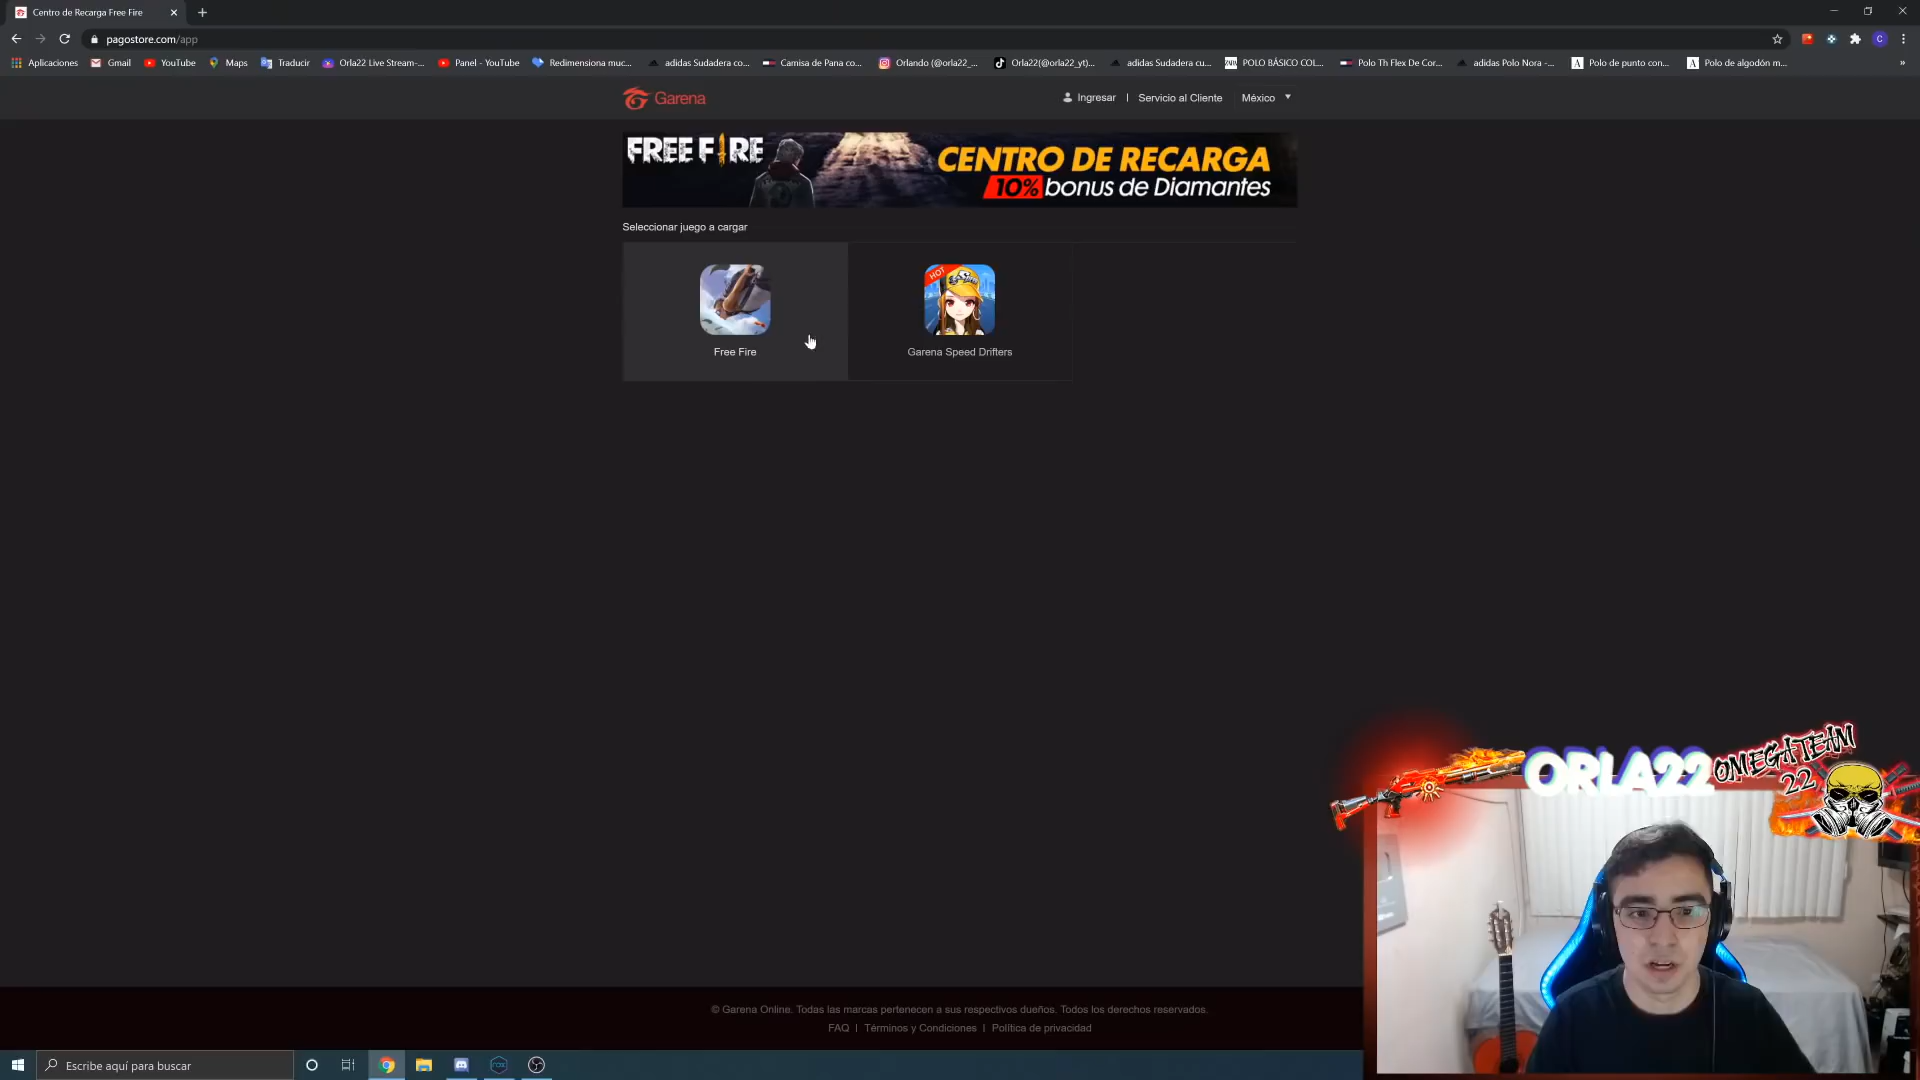 Centro de Recarga Free Fire
pagostore.com/app
Aplicaciones
Gmail
YouTube
Maps
Traducir
Orla22 Live Stream-...
Panel - YouTube
Redimensiona muc...
adidas Sudadera co...
Camisa de Pana co...
Orlando (@orla22_...
Orla22(@orla22_yt)...
adidas Sudadera cu...
ZARA POLO BÁSICO COL...
Polo Th Flex De Cor...
adidas Polo Nora -...
A Polo de punto con...
A Polo de algodón m...
»
Garena
Ingresar | Servicio al Cliente
México
FREE FIRE
CENTRO DE RECARGA
10% bonus de Diamantes
Seleccionar juego a cargar
HOT
Free Fire
Garena Speed Drifters
ORLA22
OMEGATEAM
22
© Garena Online. Todas las marcas pertenecen a sus respectivos dueños. Todos los derechos reservados.
FAQ | Términos y Condiciones | Política de privacidad
Escribe aquí para buscar